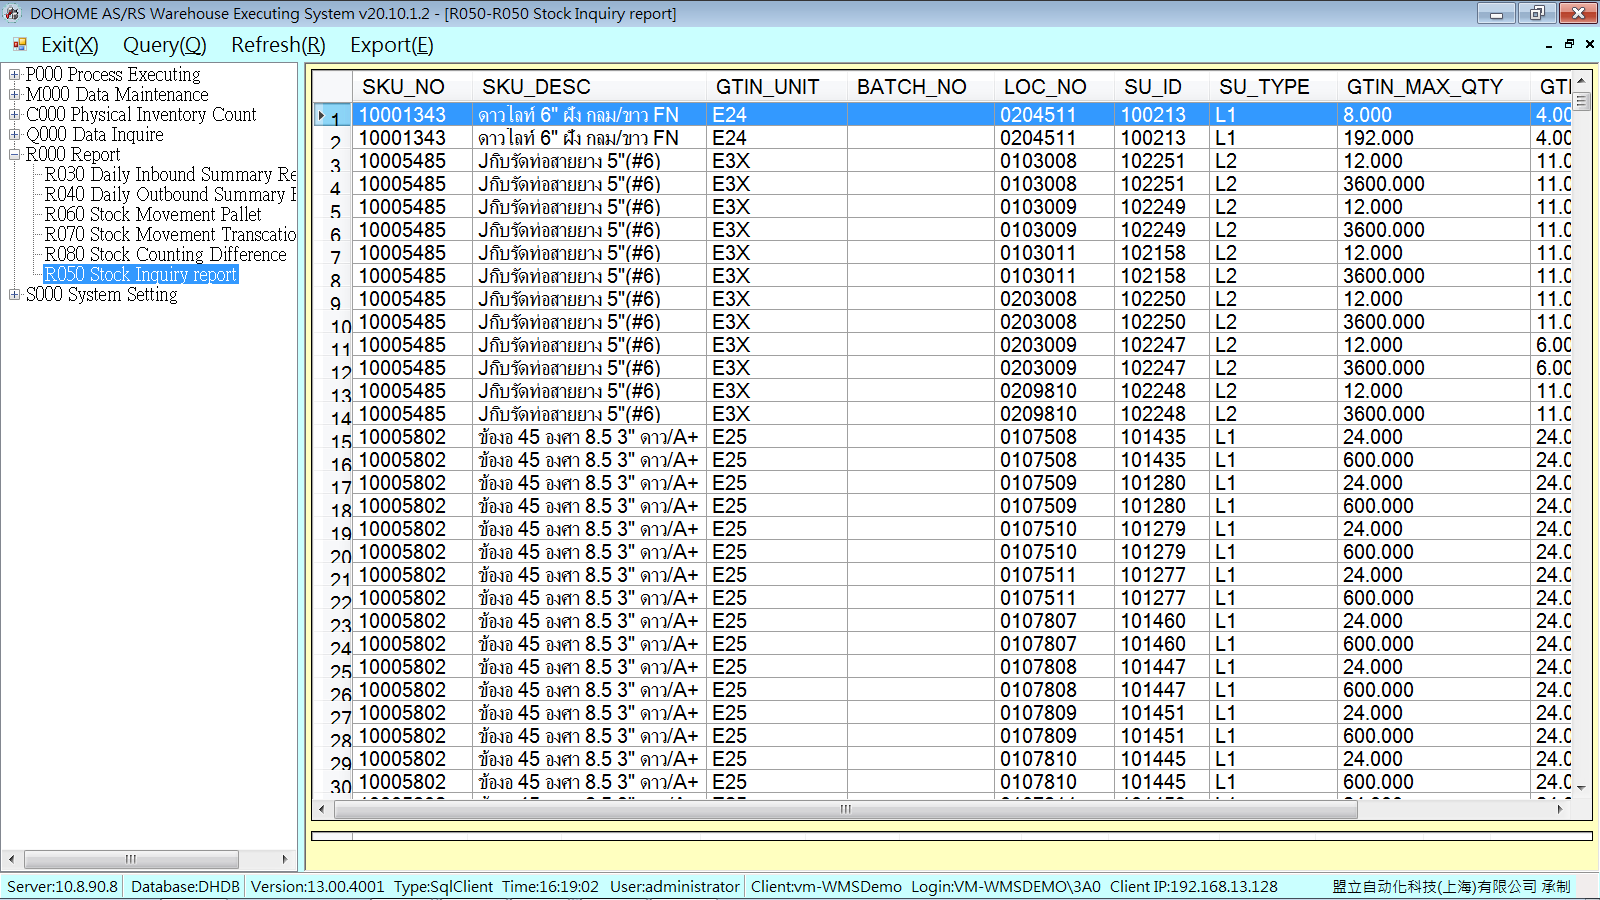 DOHOME AS/RS Warehouse Executing System v20.10.1.2 - [R050-R050 Stock Inquiry report]
Exit(X) Query(Q) Refresh(R) Export(E)
P000 Process Executing
M000 Data Maintenance
C000 Physical Inventory Count
Q000 Data Inquire
R000 Report
R030 Daily Inbound Summary Re
R040 Daily Outbound Summary
R060 Stock Movement Pallet
R070 Stock Movement Transcatio
R080 Stock Counting Difference
R050 Stock Inquiry report
S000 System Setting
SKU_NO SKU_DESC GTIN_UNIT BATCH_NO LOC_NO SU_ID SU_TYPE GTIN_MAX_QTY GTI
1 10001343 ดาวไลท์ 6" ฝัง กลม/ขาว FN E24 0204511 100213 L1 8.000 4.00
2 10001343 ดาวไลท์ 6" ฝัง กลม/ขาว FN E24 0204511 100213 L1 192.000 4.00
3 10005485 Jกิบรัดท่อสายยาง 5"(#6) E3X 0103008 102251 L2 12.000 11.0
4 10005485 Jกิบรัดท่อสายยาง 5"(#6) E3X 0103008 102251 L2 3600.000 11.0
5 10005485 Jกิบรัดท่อสายยาง 5"(#6) E3X 0103009 102249 L2 12.000 11.0
6 10005485 Jกิบรัดท่อสายยาง 5"(#6) E3X 0103009 102249 L2 3600.000 11.0
7 10005485 Jกิบรัดท่อสายยาง 5"(#6) E3X 0103011 102158 L2 12.000 11.0
8 10005485 Jกิบรัดท่อสายยาง 5"(#6) E3X 0103011 102158 L2 3600.000 11.0
9 10005485 Jกิบรัดท่อสายยาง 5"(#6) E3X 0203008 102250 L2 12.000 11.0
10 10005485 Jกิบรัดท่อสายยาง 5"(#6) E3X 0203008 102250 L2 3600.000 11.0
11 10005485 Jกิบรัดท่อสายยาง 5"(#6) E3X 0203009 102247 L2 12.000 6.00
12 10005485 Jกิบรัดท่อสายยาง 5"(#6) E3X 0203009 102247 L2 3600.000 6.00
13 10005485 Jกิบรัดท่อสายยาง 5"(#6) E3X 0209810 102248 L2 12.000 11.0
14 10005485 Jกิบรัดท่อสายยาง 5"(#6) E3X 0209810 102248 L2 3600.000 11.0
15 10005802 ข้องอ 45 องศา 8.5 3" ดาว/A+ E25 0107508 101435 L1 24.000 24.0
16 10005802 ข้องอ 45 องศา 8.5 3" ดาว/A+ E25 0107508 101435 L1 600.000 24.0
17 10005802 ข้องอ 45 องศา 8.5 3" ดาว/A+ E25 0107509 101280 L1 24.000 24.0
18 10005802 ข้องอ 45 องศา 8.5 3" ดาว/A+ E25 0107509 101280 L1 600.000 24.0
19 10005802 ข้องอ 45 องศา 8.5 3" ดาว/A+ E25 0107510 101279 L1 24.000 24.0
20 10005802 ข้องอ 45 องศา 8.5 3" ดาว/A+ E25 0107510 101279 L1 600.000 24.0
21 10005802 ข้องอ 45 องศา 8.5 3" ดาว/A+ E25 0107511 101277 L1 24.000 24.0
22 10005802 ข้องอ 45 องศา 8.5 3" ดาว/A+ E25 0107511 101277 L1 600.000 24.0
23 10005802 ข้องอ 45 องศา 8.5 3" ดาว/A+ E25 0107807 101460 L1 24.000 24.0
24 10005802 ข้องอ 45 องศา 8.5 3" ดาว/A+ E25 0107807 101460 L1 600.000 24.0
25 10005802 ข้องอ 45 องศา 8.5 3" ดาว/A+ E25 0107808 101447 L1 24.000 24.0
26 10005802 ข้องอ 45 องศา 8.5 3" ดาว/A+ E25 0107808 101447 L1 600.000 24.0
27 10005802 ข้องอ 45 องศา 8.5 3" ดาว/A+ E25 0107809 101451 L1 24.000 24.0
28 10005802 ข้องอ 45 องศา 8.5 3" ดาว/A+ E25 0107809 101451 L1 600.000 24.0
29 10005802 ข้องอ 45 องศา 8.5 3" ดาว/A+ E25 0107810 101445 L1 24.000 24.0
30 10005802 ข้องอ 45 องศา 8.5 3" ดาว/A+ E25 0107810 101445 L1 600.000 24.0
Server:10.8.90.8 Database:DHDB Version:13.00.4001 Type:SqlClient Time:16:19:02 User:administrator Client:vm-WMSDemo Login:VM-WMSDEMO\3A0 Client IP:192.168.13.128 盟立自动化科技(上海)有限公司 承制